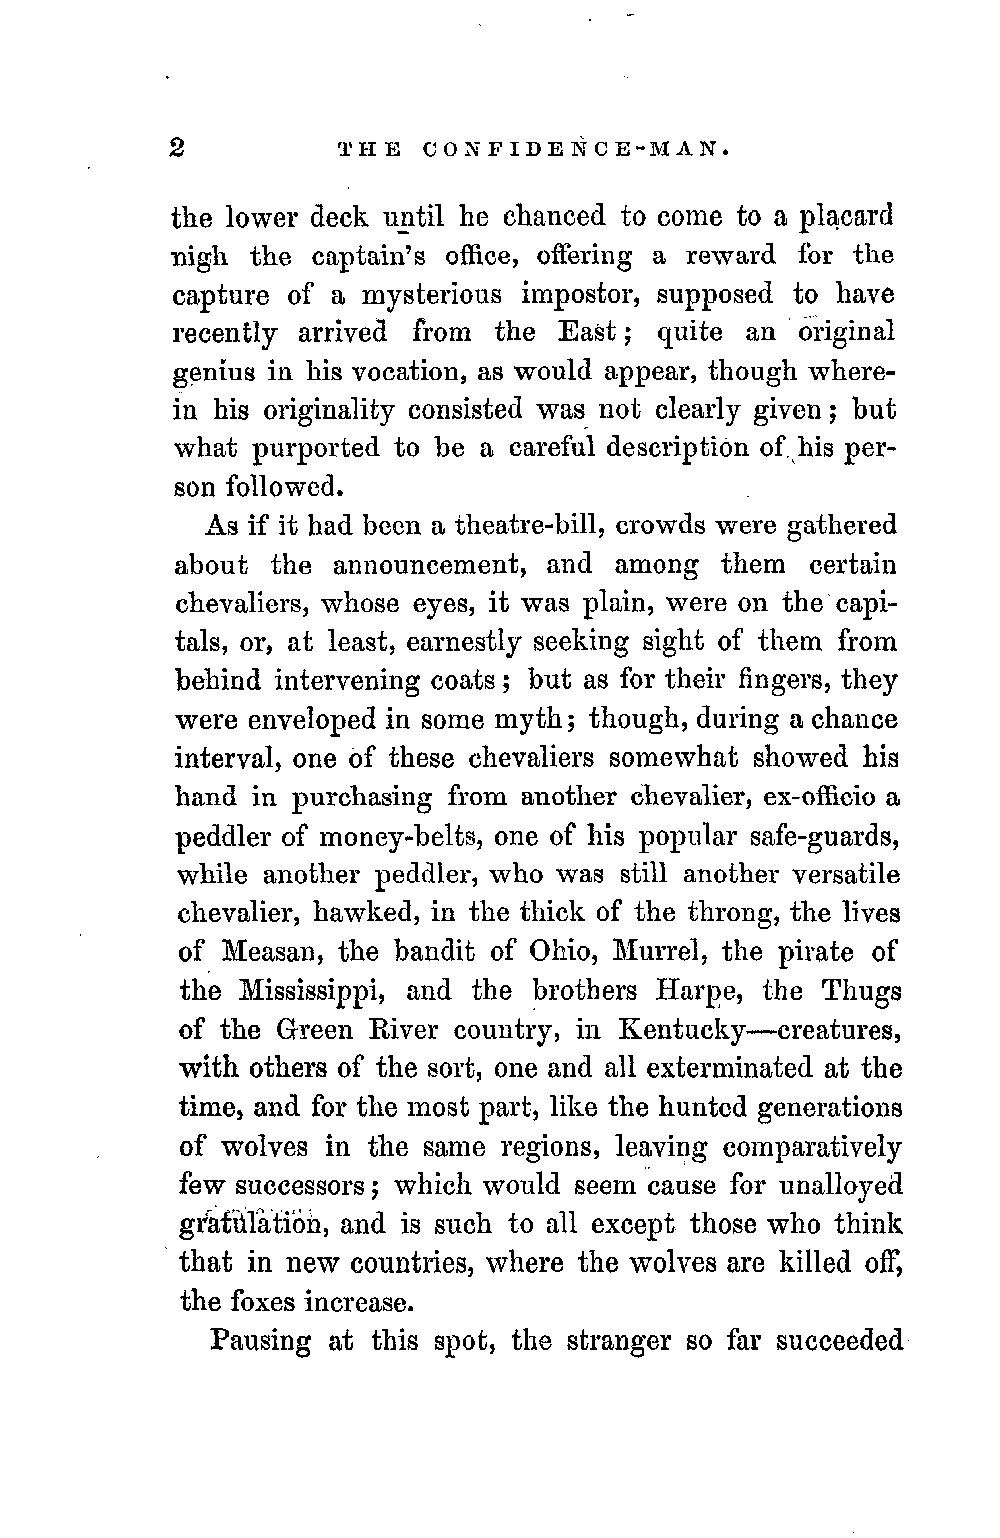 2 THE CONFIDENCE-MAN.
the lower deck until he chanced to come to a placard
nigh the captain's office, offering a reward for the
capture of a mysterious impostor, supposed to have
recently arrived from the East; quite an original
genius in his vocation, as would appear, though where-
in his originality consisted was not clearly given; but
what purported to be a careful description of his per-
son followed.
As if it had been a theatre-bill, crowds were gathered
about the announcement, and among them certain
chevaliers, whose eyes, it was plain, were on the capi-
tals, or, at least, earnestly seeking sight of them from
behind intervening coats; but as for their fingers, they
were enveloped in some myth; though, during a chance
interval, one of these chevaliers somewhat showed his
hand in purchasing from another chevalier, ex-officio a
peddler of money-belts, one of his popular safe-guards,
while another peddler, who was still another versatile
chevalier, hawked, in the thick of the throng, the lives
of Measan, the bandit of Ohio, Murrel, the pirate of
the Mississippi, and the brothers Harpe, the Thugs
of the Green River country, in Kentucky—creatures,
with others of the sort, one and all exterminated at the
time, and for the most part, like the hunted generations
of wolves in the same regions, leaving comparatively
few successors; which would seem cause for unalloyed
gratulation, and is such to all except those who think
that in new countries, where the wolves are killed off,
the foxes increase.
Pausing at this spot, the stranger so far succeeded